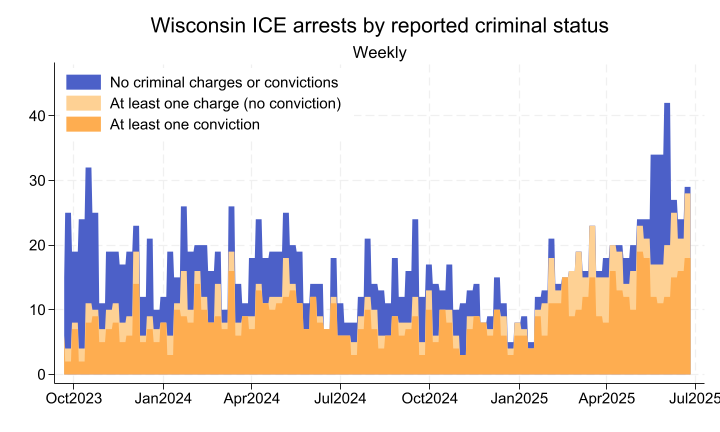 Wisconsin ICE arrests by reported criminal status
Weekly
No criminal charges or convictions
At least one charge (no conviction)
At least one conviction
40
30
20
10
0
Oct2023 Jan2024 Apr2024 Jul2024 Oct2024 Jan2025 Apr2025 Jul2025